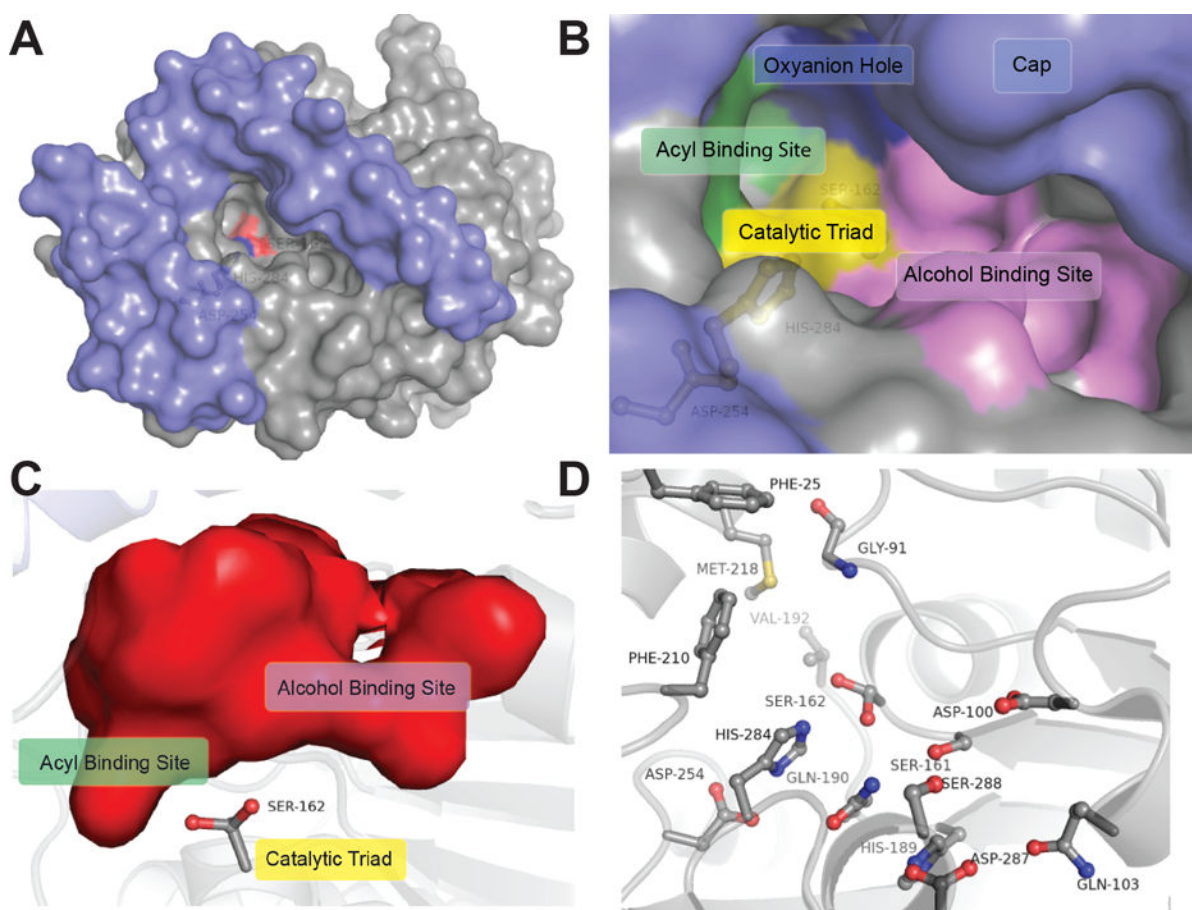 A
SER-162
HIS-284
ASP-254
B
Oxyanion Hole
Cap
Acyl Binding Site
SER-162
Catalytic Triad
Alcohol Binding Site
HIS-284
ASP-254
C
Alcohol Binding Site
Acyl Binding Site
SER-162
Catalytic Triad
D
PHE-25
GLY-91
MET-218
VAL-192
PHE-210
SER-162
ASP-100
HIS-284
GLN-190
SER-161
ASP-254
SER-288
HIS-189
ASP-287
GLN-103